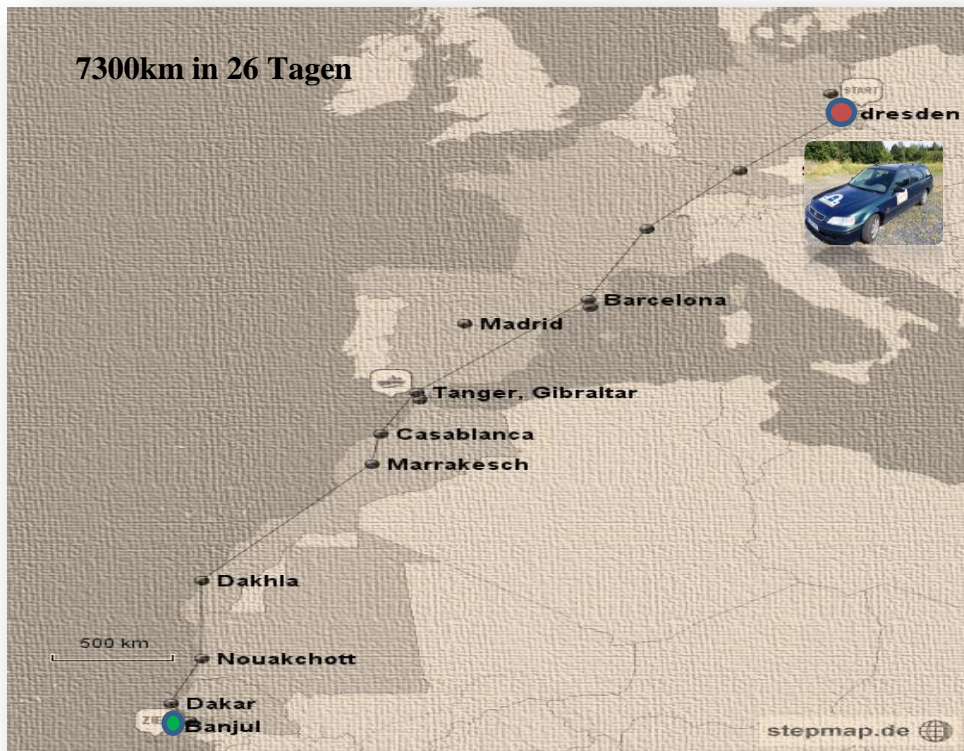 7300km in 26 Tagen
START
dresden
Barcelona
Madrid
Tanger, Gibraltar
Casablanca
Marrakesch
Dakhla
500 km
Nouakchott
Dakar
Banjul
stepmap.de